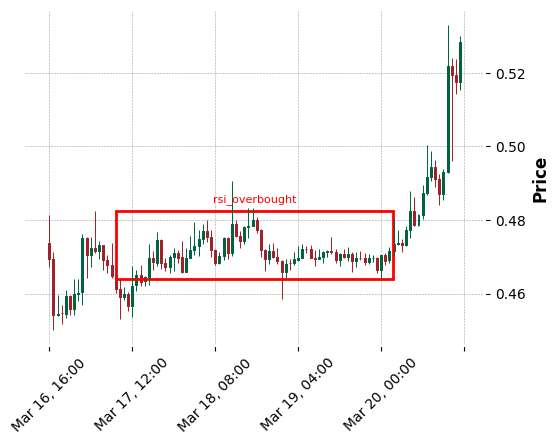 rsi_overbought
0.52
0.50
0.48
0.46
Price
Mar 16, 16:00
Mar 17, 12:00
Mar 18, 08:00
Mar 19, 04:00
Mar 20, 00:00